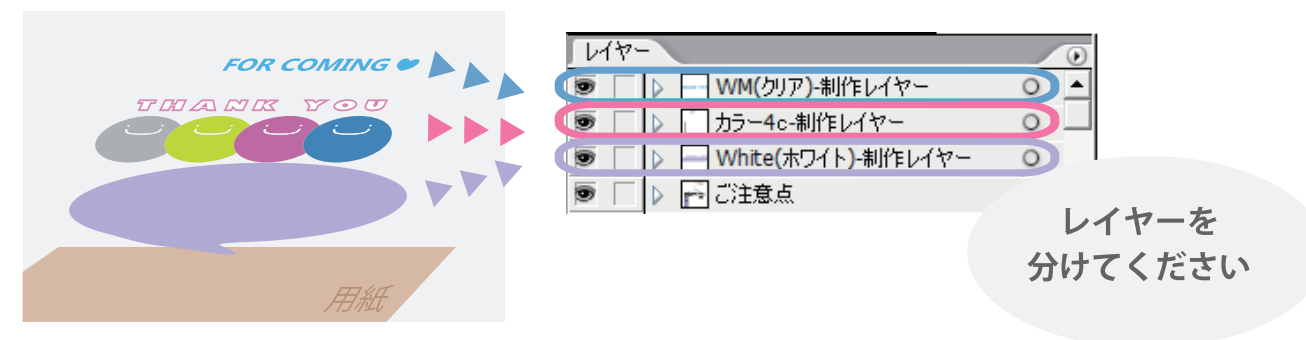 FOR COMING
THANK YOU
用紙
レイヤー
WM(クリア)-制作レイヤー
カラー4c-制作レイヤー
White(ホワイト)-制作レイヤー
ご注意点
レイヤーを
分けてください